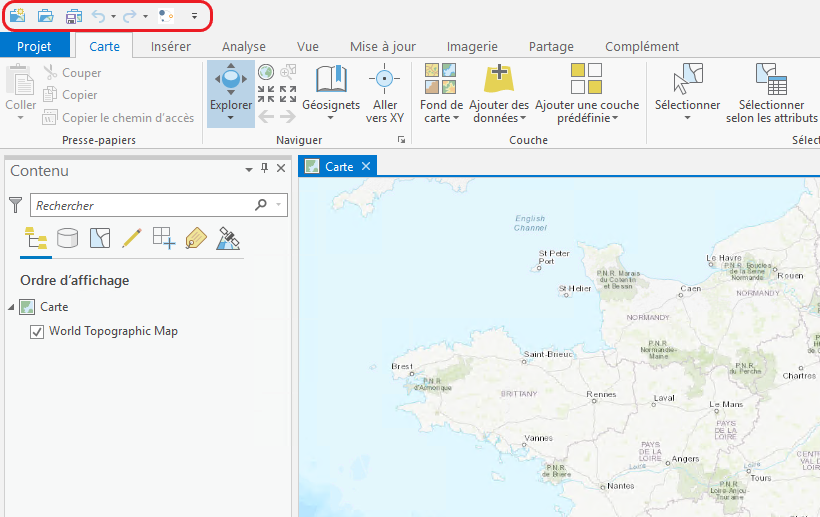 Projet Carte Insérer Analyse Vue Mise à jour Imagerie Partage Complément
Coller
Couper
Copier
Copier le chemin d'accès
Presse-papiers
Explorer
Géosignets
Aller
vers XY
Naviguer
Fond de
carte
Ajouter des
données
Ajouter une couche
prédéfinie
Couche
Sélectionner
Sélectionner
selon les attributs
Sélect
Contenu
Rechercher
Ordre d'affichage
Carte
World Topographic Map
Carte
English
Channel
St Peter
Port
St Helier
P.N.R. Marais
du Cotentin
et Bessin
Le Havre
P.N.R. Boucles
de la Seine
Rouen
Caen
NORMANDY
NORMANDY
P.N.R.
Normandie-
Maine
P.N.R.
du Perche
Chartres
Saint-Brieuc
Brest
P.N.R.
d'Armorique
BRITTANY
Rennes
Laval
Le Mans
PAYS
DE LA
LOIRE
Vannes
PAYS
DE LA
LOIRE
Angers
P.N.R.
de Brière
Loire
Nantes
Loire
Tours
P.N.R.
Loire-Anjou-
Touraine